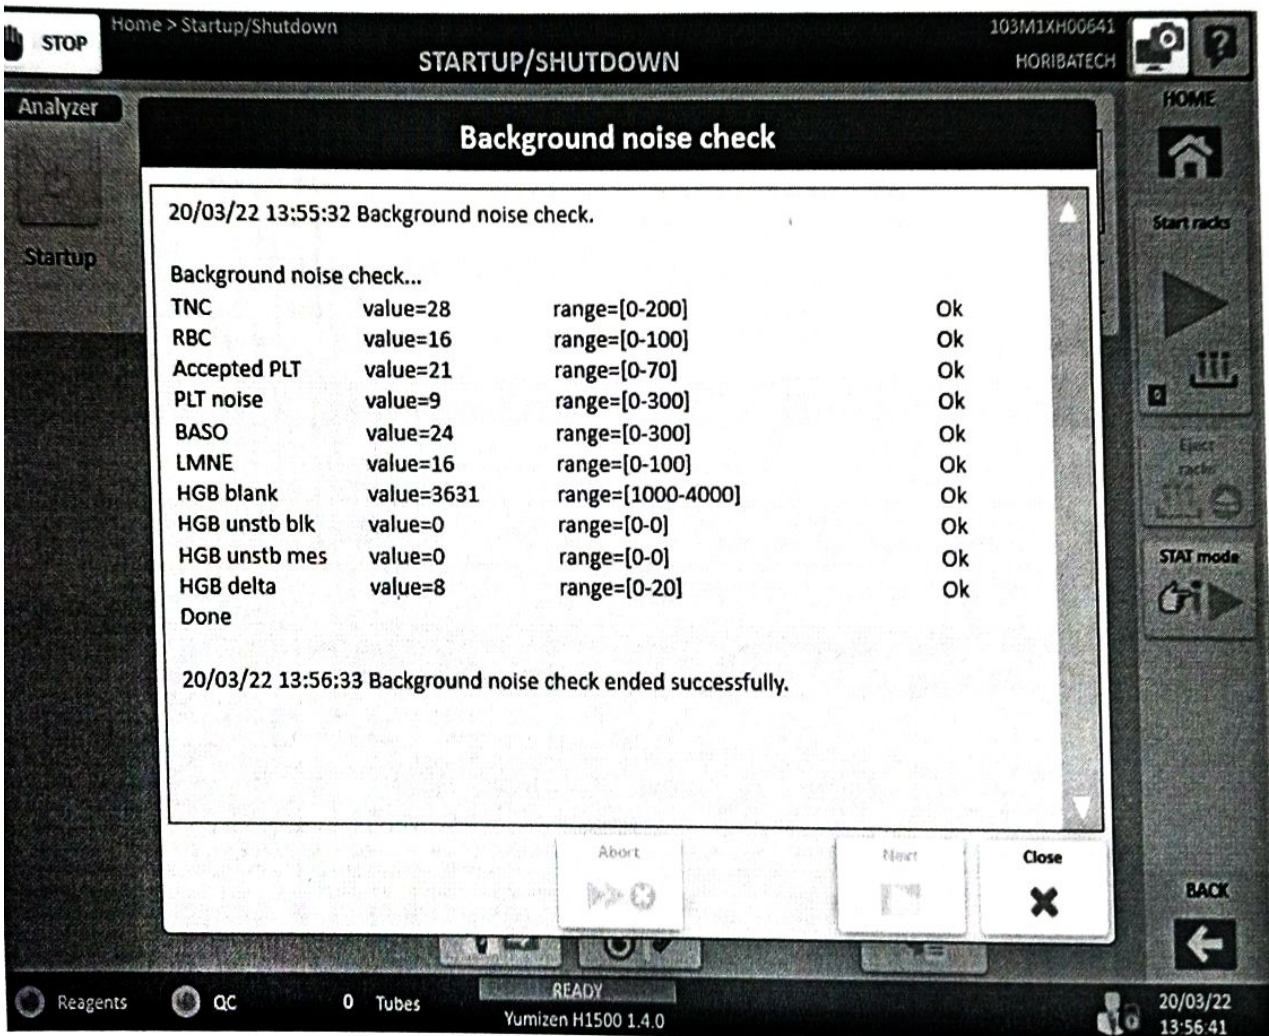 STOP
Home > Startup/Shutdown
103M1XH00641
STARTUP/SHUTDOWN
HORIBATECH
Analyzer
Startup
Background noise check
20/03/22 13:55:32 Background noise check.
Background noise check...
TNC value=28 range=[0-200] Ok
RBC value=16 range=[0-100] Ok
Accepted PLT value=21 range=[0-70] Ok
PLT noise value=9 range=[0-300] Ok
BASO value=24 range=[0-300] Ok
LMNE value=16 range=[0-100] Ok
HGB blank value=3631 range=[1000-4000] Ok
HGB unstb blk value=0 range=[0-0] Ok
HGB unstb mes value=0 range=[0-0] Ok
HGB delta value=8 range=[0-20] Ok
Done
20/03/22 13:56:33 Background noise check ended successfully.
Abort
Next
Close
HOME
Start racks
0
Eject
racks
STAT mode
BACK
Reagents
QC
0 Tubes
READY
Yumizen H1500 1.4.0
20/03/22
13:56:41